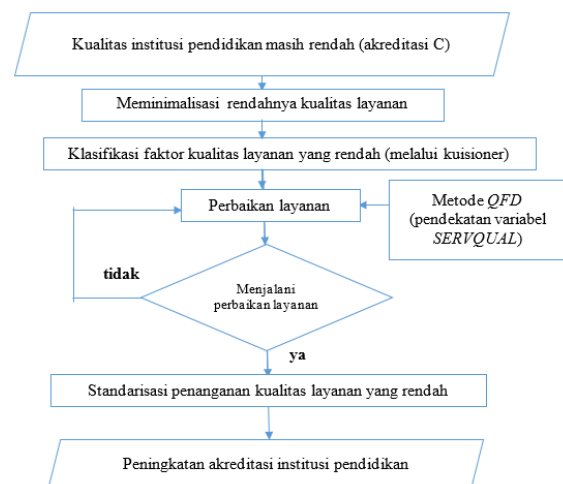 Kualitas institusi pendidikan masih rendah (akreditasi C)
Meminimalisasi rendahnya kualitas layanan
Klasifikasi faktor kualitas layanan yang rendah (melalui kuisioner)
Perbaikan layanan
Metode QFD
(pendekatan variabel
SERVQUAL)
tidak
Menjalani
perbaikan layanan
ya
Standarisasi penanganan kualitas layanan yang rendah
Peningkatan akreditasi institusi pendidikan